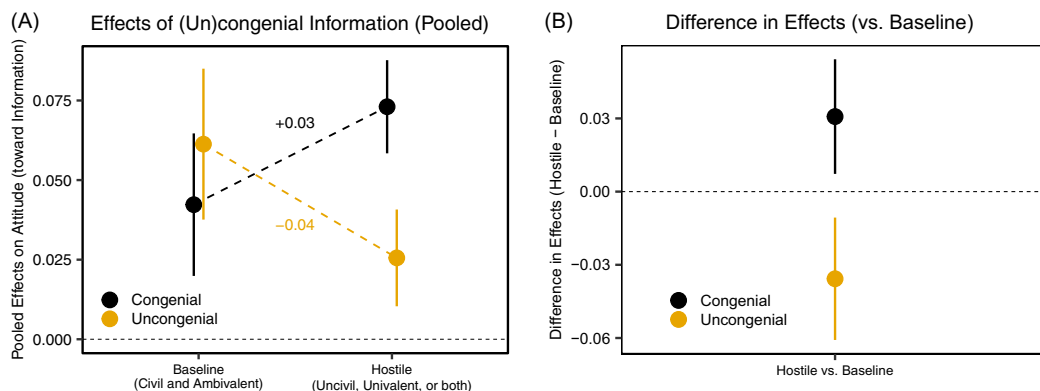 (A)
Effects of (Un)congenial Information (Pooled)
Pooled Effects on Attitude (toward Information)
0.075
0.050
0.025
0.000
+0.03
−0.04
Congenial
Uncongenial
Baseline
(Civil and Ambivalent)
Hostile
(Uncivil, Univalent, or both)
(B)
Difference in Effects (vs. Baseline)
Difference in Effects (Hostile − Baseline)
0.03
0.00
−0.03
−0.06
Congenial
Uncongenial
Hostile vs. Baseline